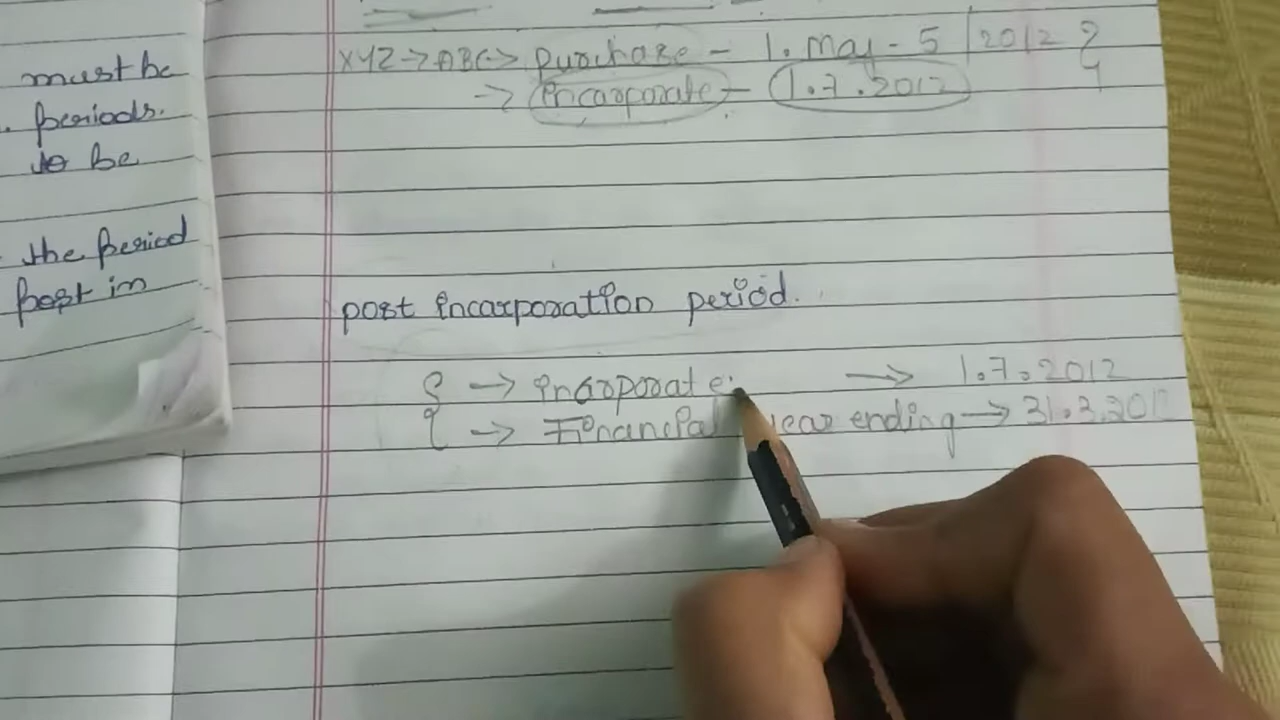 must be
. periods.
to be
the period
post in
XYZ → ABC → purchase - 1. May - 5 | 2012
→ incorporate - 1.7.2012
post incorporation period.
→ incorporate → 1.7.2012
→ Financial year ending → 31.3.201